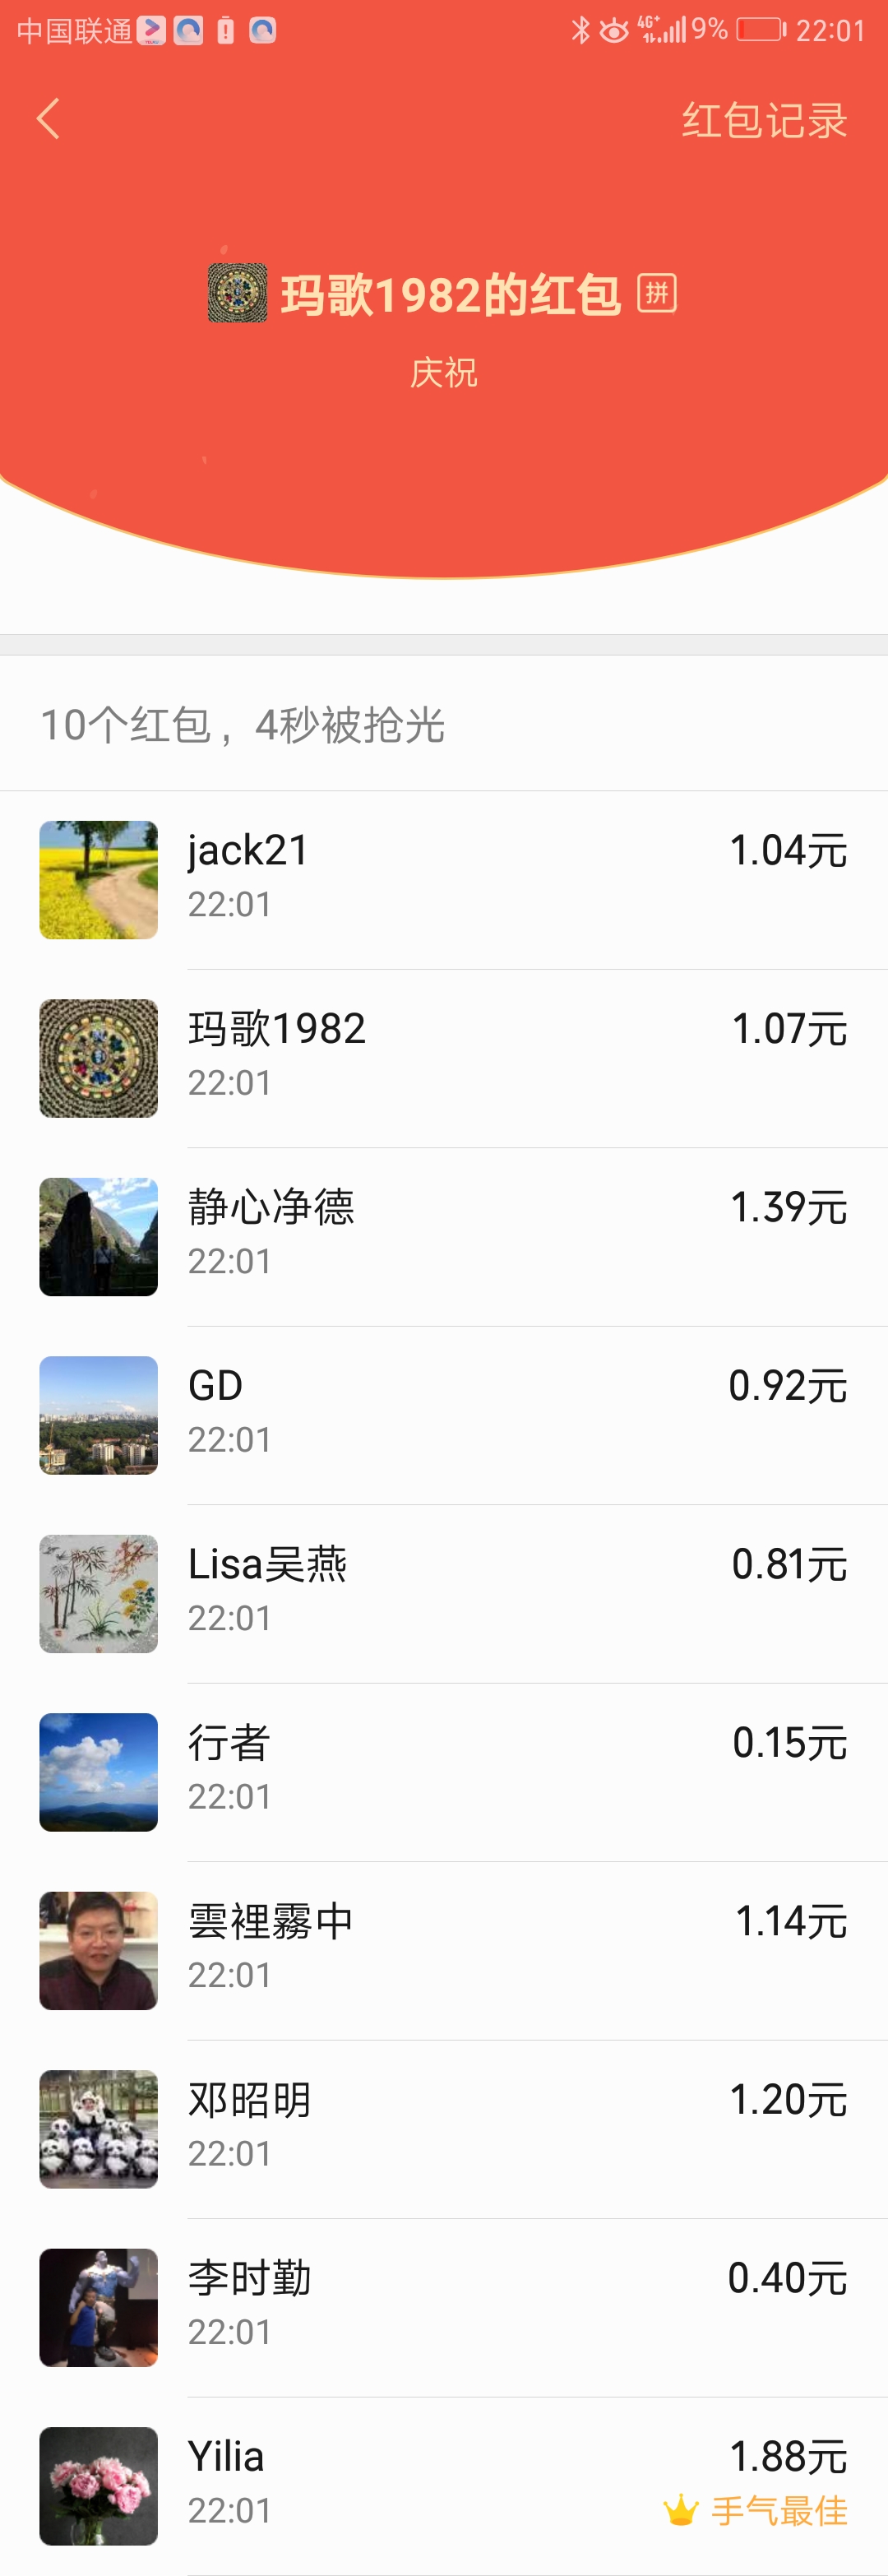 中国联通 4G+ 9% 22:01
红包记录
玛歌1982的红包 拼
庆祝
10个红包，4秒被抢光
jack21 1.04元
22:01
玛歌1982 1.07元
22:01
静心净德 1.39元
22:01
GD 0.92元
22:01
Lisa吴燕 0.81元
22:01
行者 0.15元
22:01
雲裡霧中 1.14元
22:01
邓昭明 1.20元
22:01
李时勤 0.40元
22:01
Yilia 1.88元
22:01 手气最佳